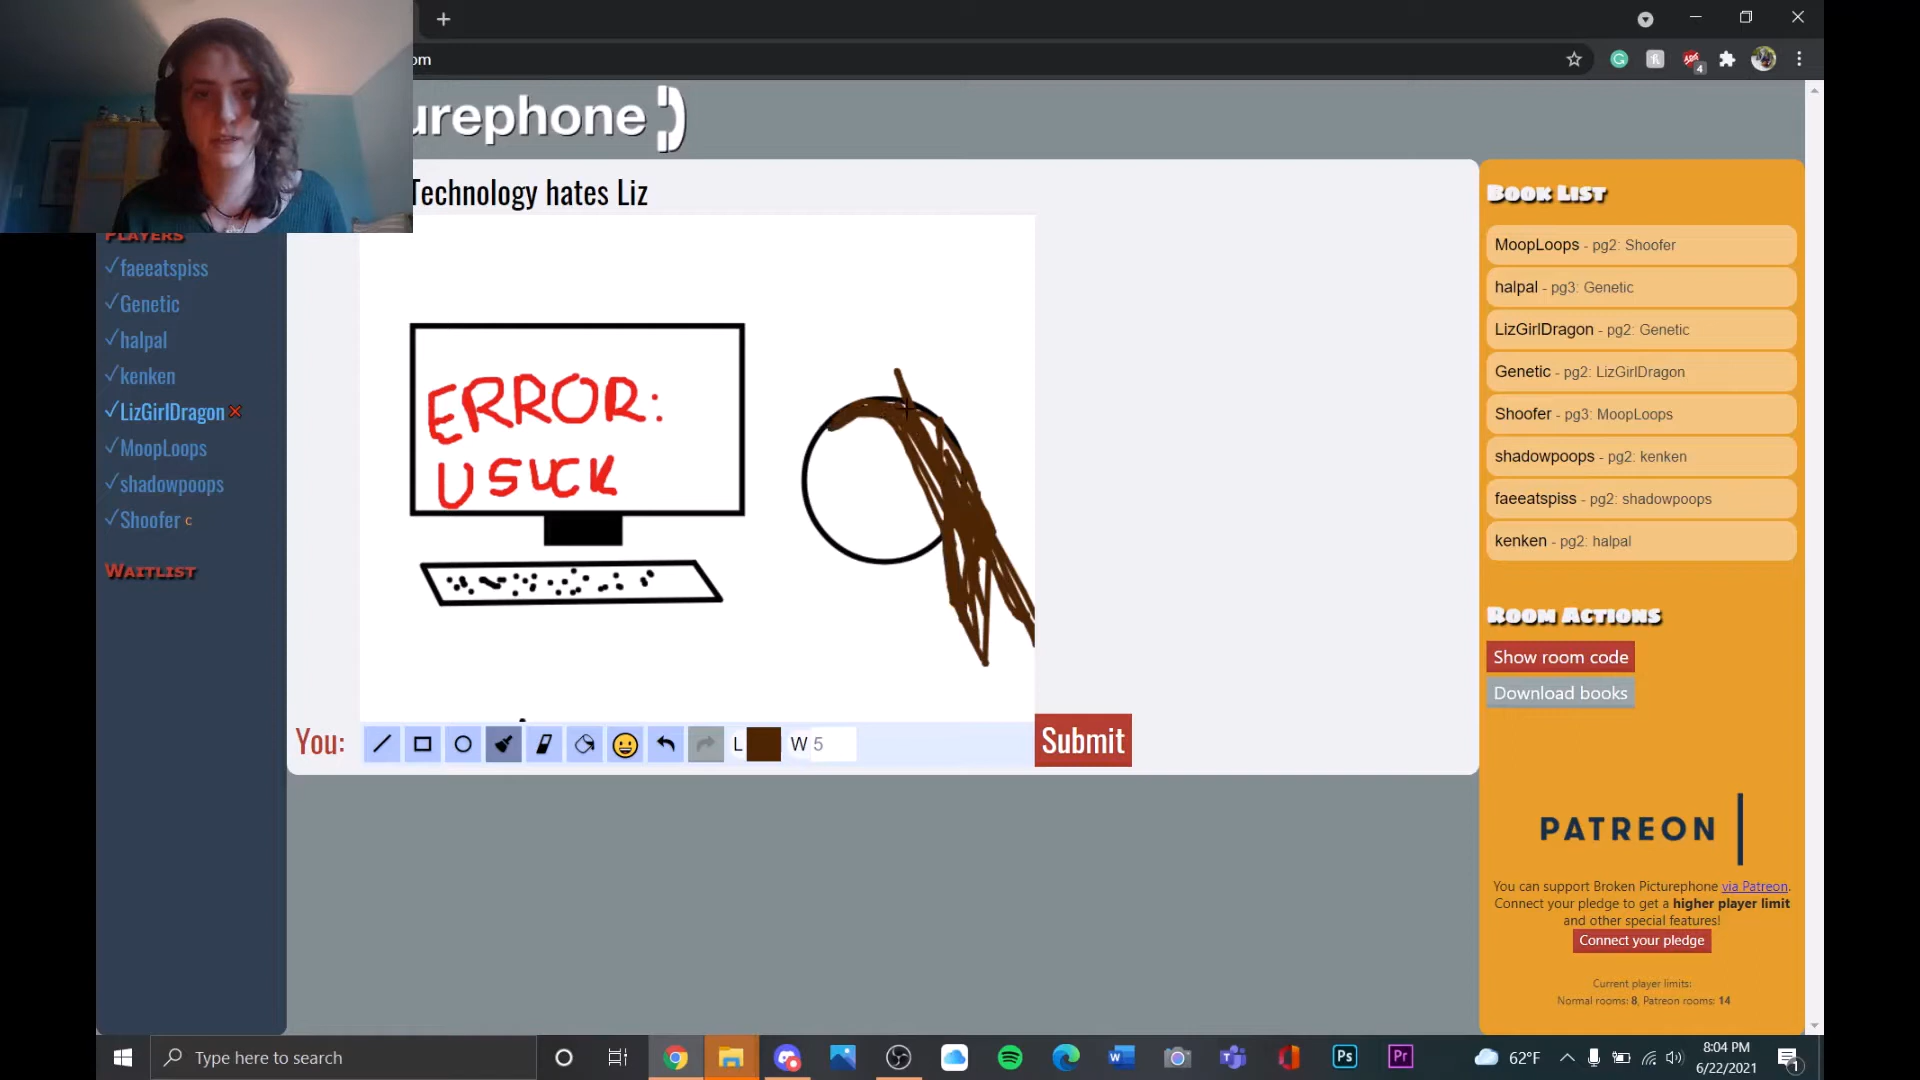 om
urephone
Technology hates Liz
PLAYERS
✓faeeatspiss
✓Genetic
✓halpal
✓kenken
✓LizGirlDragon
✓MoopLoops
✓shadowpoops
✓Shoofer c
WAITLIST
ERROR:
U SUCK
You:
L
W 5
Submit
BOOK LIST
MoopLoops - pg2: Shoofer
halpal - pg3: Genetic
LizGirlDragon - pg2: Genetic
Genetic - pg2: LizGirlDragon
Shoofer - pg3: MoopLoops
shadowpoops - pg2: kenken
faeeatspiss - pg2: shadowpoops
kenken - pg2: halpal
ROOM ACTIONS
Show room code
Download books
PATREON
You can support Broken Picturephone via Patreon.
Connect your pledge to get a higher player limit
and other special features!
Connect your pledge
Current player limits:
Normal rooms: 8, Patreon rooms: 14
Type here to search
Ps
Pr
62°F
8:04 PM
6/22/2021
1